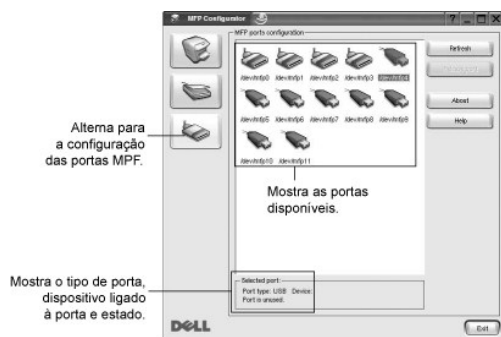 MFP Configurator
MFP ports configuration
/dev/mfp0 /dev/mfp1 /dev/mfp2 /dev/mfp3 /dev/mfp4
/dev/mfp5 /dev/mfp6 /dev/mfp7 /dev/mfp8 /dev/mfp9
/dev/mfp10 /dev/mfp11
Refresh
About
Help
Alterna para
a configuração
das portas MPF.
Mostra as portas
disponíveis.
Mostra o tipo de porta,
dispositivo ligado
à porta e estado.
Selected port:
Port type: USB Device:
Port is unused.
DELL
Exit